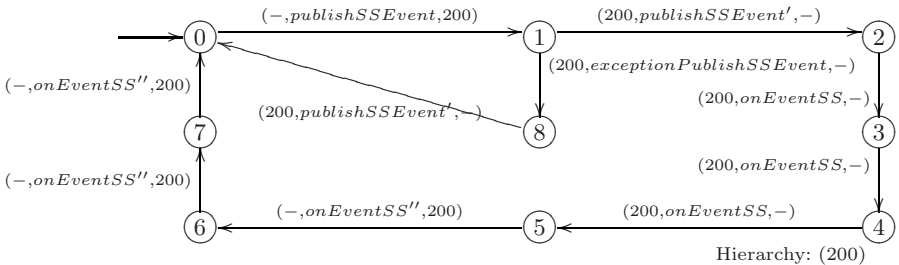 (−,publishSSEvent,200)
(200,publishSSEvent′,−)
0
1
2
(200,exceptionPublishSSEvent,−)
(−,onEventSS′′,200)
(200,onEventSS,−)
(200,publishSSEvent′,−)
7
8
3
(−,onEventSS′′,200)
(200,onEventSS,−)
(−,onEventSS′′,200)
(200,onEventSS,−)
6
5
4
Hierarchy: (200)